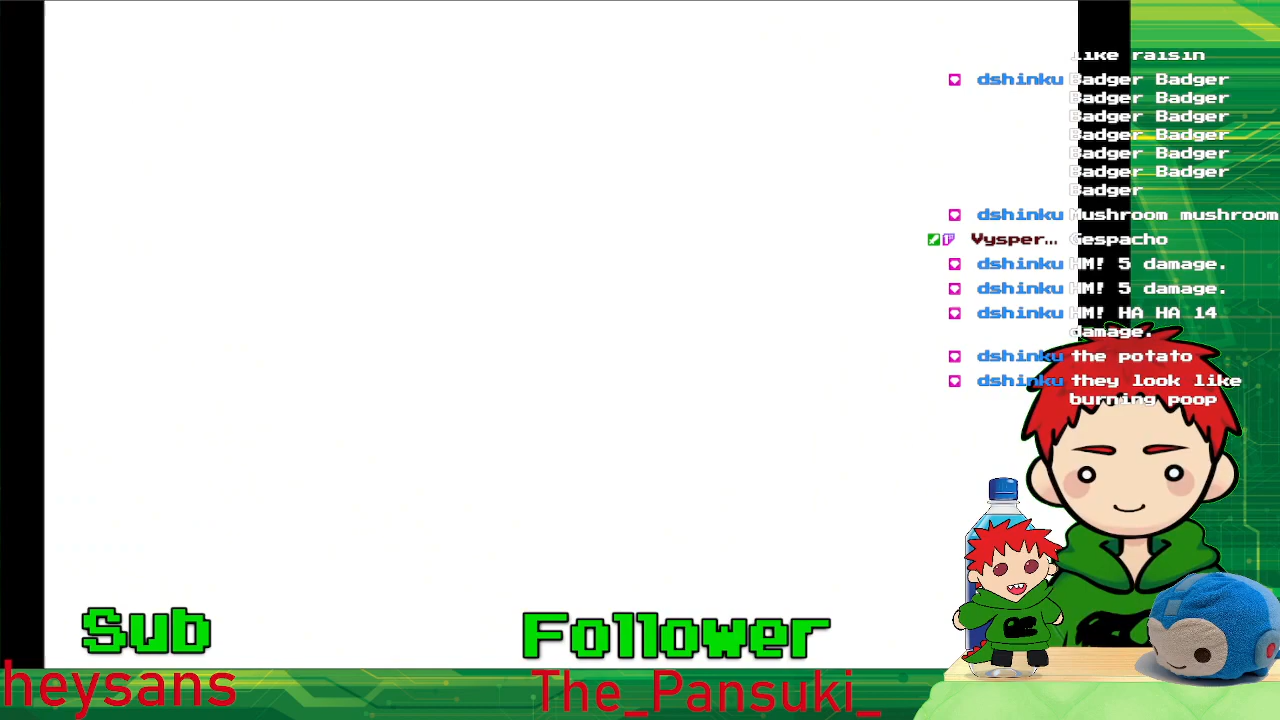 like raisin
dshinku Badger Badger
Badger Badger
Badger Badger
Badger Badger
Badger Badger
Badger Badger
Badger
dshinku Mushroom mushroom
Vysper... Gespacho
dshinku HM! 5 damage.
dshinku HM! 5 damage.
dshinku HM! HA HA 14
damage.
dshinku the potato
dshinku they look like
burning poop
Sub
Follower
heysans
The_Pansuki_